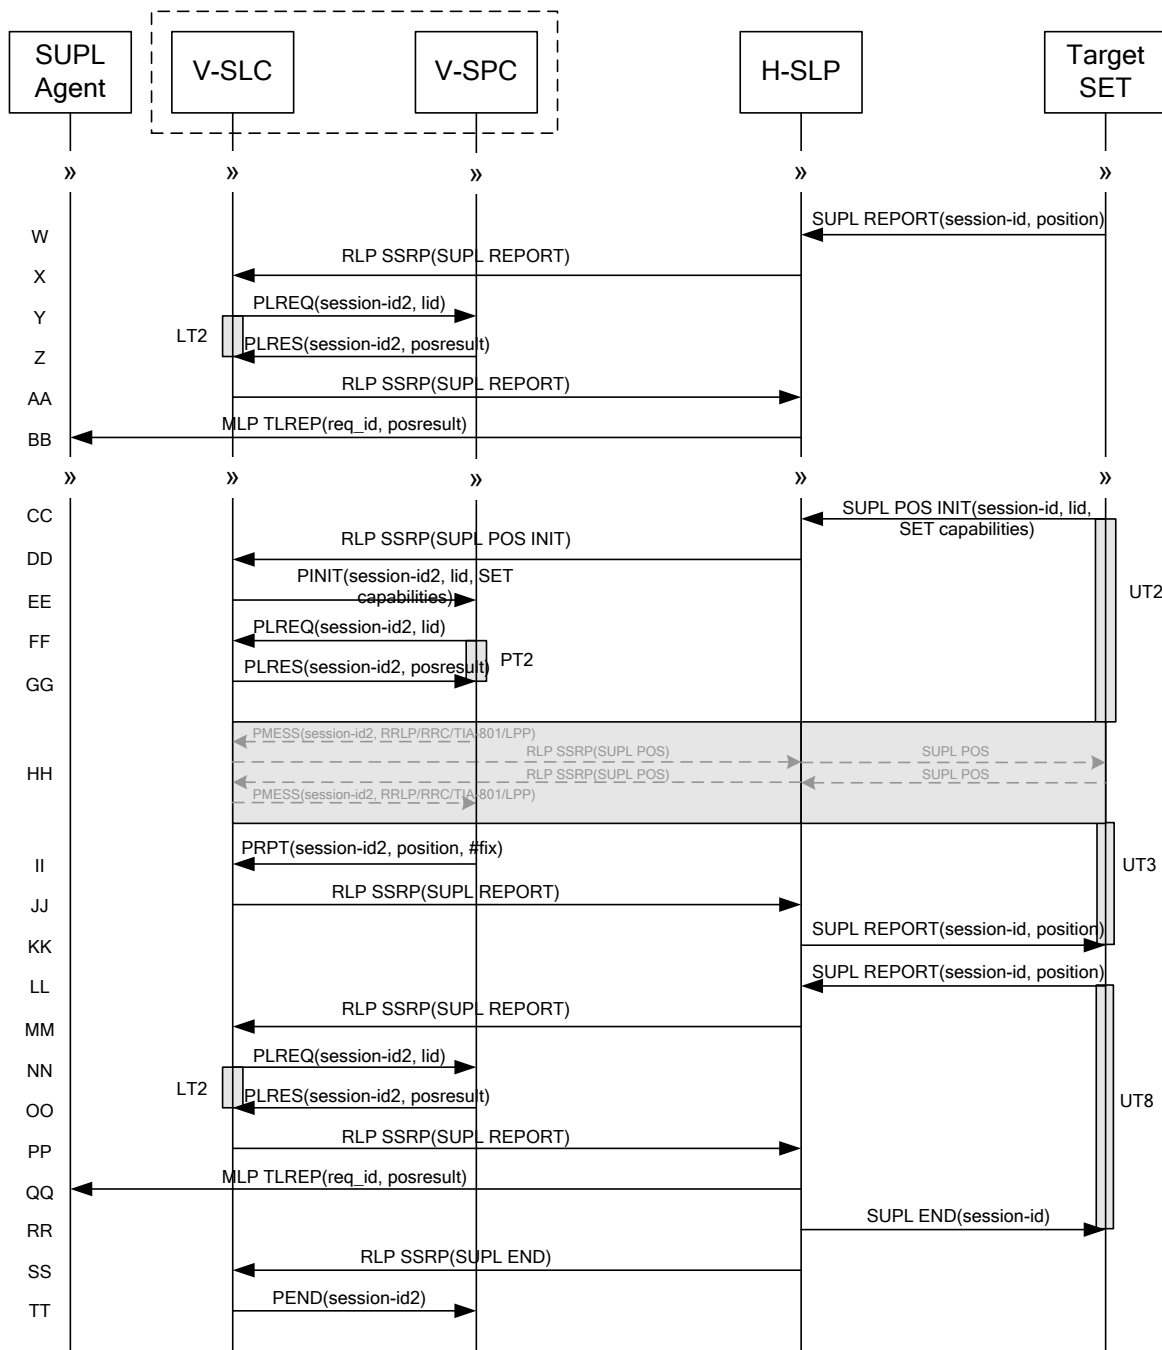 SUPL
Agent
V-SLC
V-SPC
H-SLP
Target
SET
» » » » »
W
SUPL REPORT(session-id, position)
X
RLP SSRP(SUPL REPORT)
Y
PLREQ(session-id2, lid)
LT2
Z
PLRES(session-id2, posresult)
AA
RLP SSRP(SUPL REPORT)
BB
MLP TLREP(req_id, posresult)
» » » » »
CC
SUPL POS INIT(session-id, lid,
SET capabilities)
DD
RLP SSRP(SUPL POS INIT)
UT2
EE
PINIT(session-id2, lid, SET
capabilities)
FF
PLREQ(session-id2, lid)
PT2
GG
PLRES(session-id2, posresult)
HH
PMESS(session-id2, RRLP/RRC/TIA-801/LPP)
RLP SSRP(SUPL POS)
SUPL POS
RLP SSRP(SUPL POS)
SUPL POS
PMESS(session-id2, RRLP/RRC/TIA-801/LPP)
II
PRPT(session-id2, position, #fix)
UT3
JJ
RLP SSRP(SUPL REPORT)
KK
SUPL REPORT(session-id, position)
LL
SUPL REPORT(session-id, position)
MM
RLP SSRP(SUPL REPORT)
NN
PLREQ(session-id2, lid)
LT2
OO
PLRES(session-id2, posresult)
UT8
PP
RLP SSRP(SUPL REPORT)
QQ
MLP TLREP(req_id, posresult)
RR
SUPL END(session-id)
SS
RLP SSRP(SUPL END)
TT
PEND(session-id2)